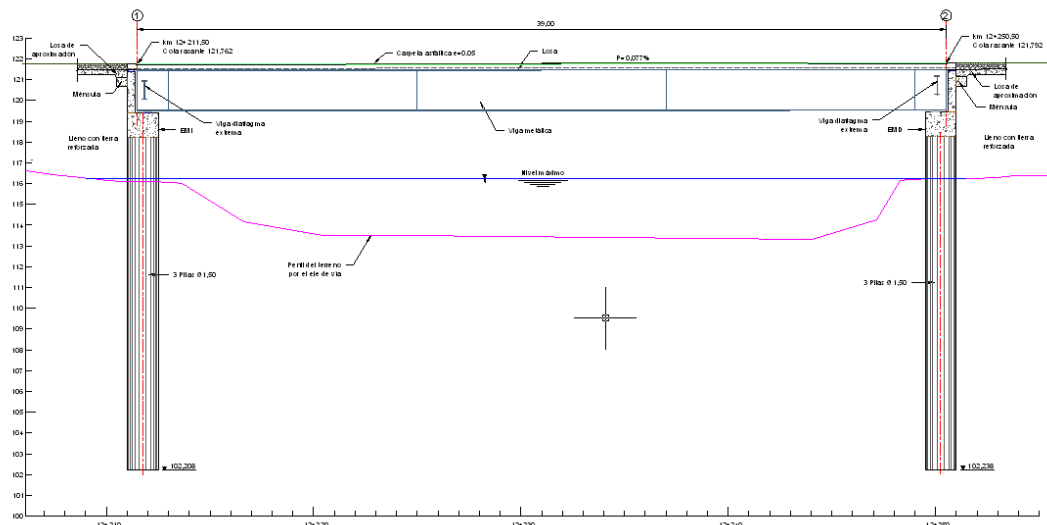 1
2
39,00
km 12+211,50
Cota rasante 121,762
km 12+250,50
Cota rasante 121,792
Losa de
aproximación
Carpeta asfáltica e=0.05
Losa
P=0,077%
Ménsula
Losa de
aproximación
Ménsula
Viga diafragma
extrema
EMI
Viga metálica
Viga diafragma
extrema
EMD
Lleno con tierra
reforzada
Lleno con tierra
reforzada
Nivel máximo
Perfil del terreno
por el eje de vía
3 Pilas Ø 1,50
3 Pilas Ø 1,50
102,208
102,238
123
122
121
120
119
118
117
116
115
114
113
112
111
110
109
108
107
106
105
104
103
102
101
100